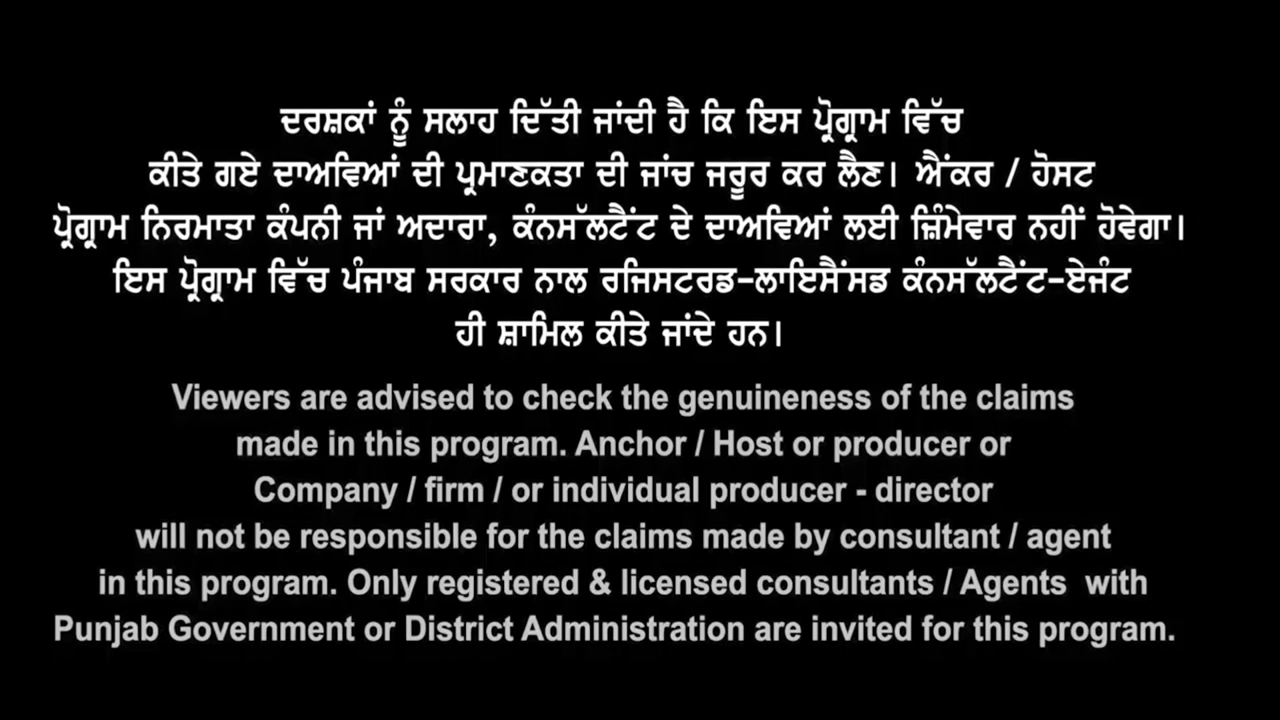 ਦਰਸ਼ਕਾਂ ਨੂੰ ਸਲਾਹ ਦਿੱਤੀ ਜਾਂਦੀ ਹੈ ਕਿ ਇਸ ਪ੍ਰੋਗ੍ਰਾਮ ਵਿੱਚ
ਕੀਤੇ ਗਏ ਦਾਅਵਿਆਂ ਦੀ ਪ੍ਰਮਾਣਕਤਾ ਦੀ ਜਾਂਚ ਜਰੂਰ ਕਰ ਲੈਣ। ਐਂਕਰ / ਹੋਸਟ
ਪ੍ਰੋਗ੍ਰਾਮ ਨਿਰਮਾਤਾ ਕੰਪਨੀ ਜਾਂ ਅਦਾਰਾ, ਕੰਨਸੱਲਟੈਂਟ ਦੇ ਦਾਅਵਿਆਂ ਲਈ ਜ਼ਿੰਮੇਵਾਰ ਨਹੀਂ ਹੋਵੇਗਾ।
ਇਸ ਪ੍ਰੋਗ੍ਰਾਮ ਵਿੱਚ ਪੰਜਾਬ ਸਰਕਾਰ ਨਾਲ ਰਜਿਸਟਰਡ-ਲਾਇਸੈਂਸਡ ਕੰਨਸੱਲਟੈਂਟ-ਏਜੰਟ
ਹੀ ਸ਼ਾਮਿਲ ਕੀਤੇ ਜਾਂਦੇ ਹਨ।
Viewers are advised to check the genuineness of the claims
made in this program. Anchor / Host or producer or
Company / firm / or individual producer - director
will not be responsible for the claims made by consultant / agent
in this program. Only registered & licensed consultants / Agents with
Punjab Government or District Administration are invited for this program.